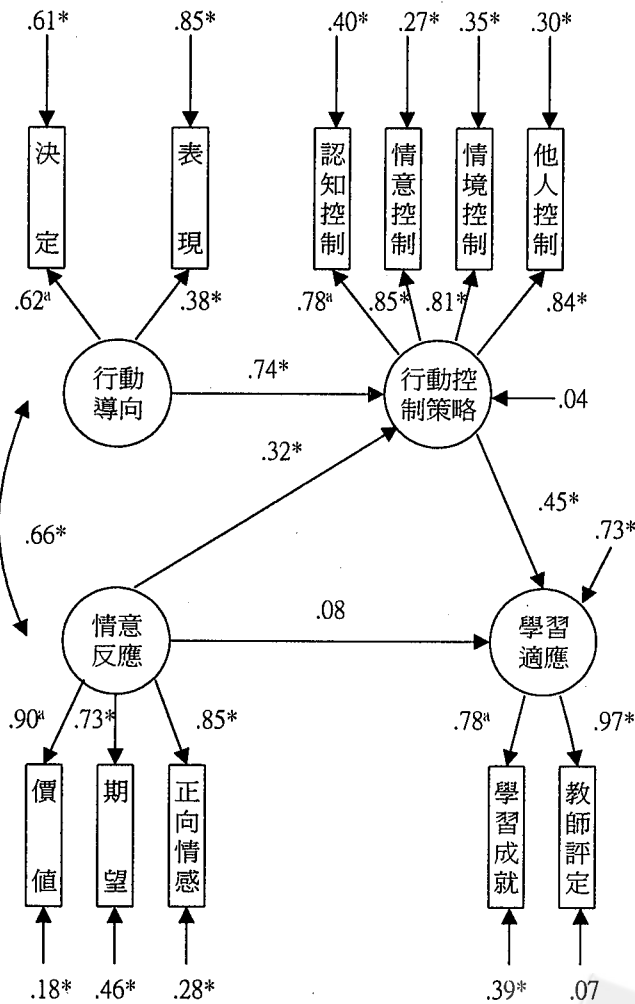 .61*
.85*
.40*
.27*
.35*
.30*
決定
表現
認知控制
情意控制
情境控制
他人控制
.62ª
.38*
.78ª
.85*
.81*
.84*
行動
導向
.74*
行動控
制策略
.04
.32*
.45*
.66*
.73*
情意
反應
.08
學習
適應
.90ª
.73*
.85*
.78ª
.97*
價值
期望
正向情感
學習成就
教師評定
.18*
.46*
.28*
.39*
.07